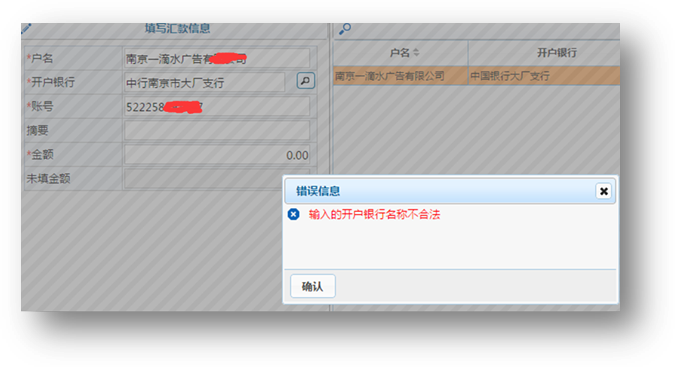 填写汇款信息
*户名 南京一滴水广告有
*开户银行 中行南京市大厂支行
*账号 522258
摘要
*金额 0.00
未填金额
户名 开户银行
南京一滴水广告有限公司 中国银行大厂支行
错误信息
输入的开户银行名称不合法
确认